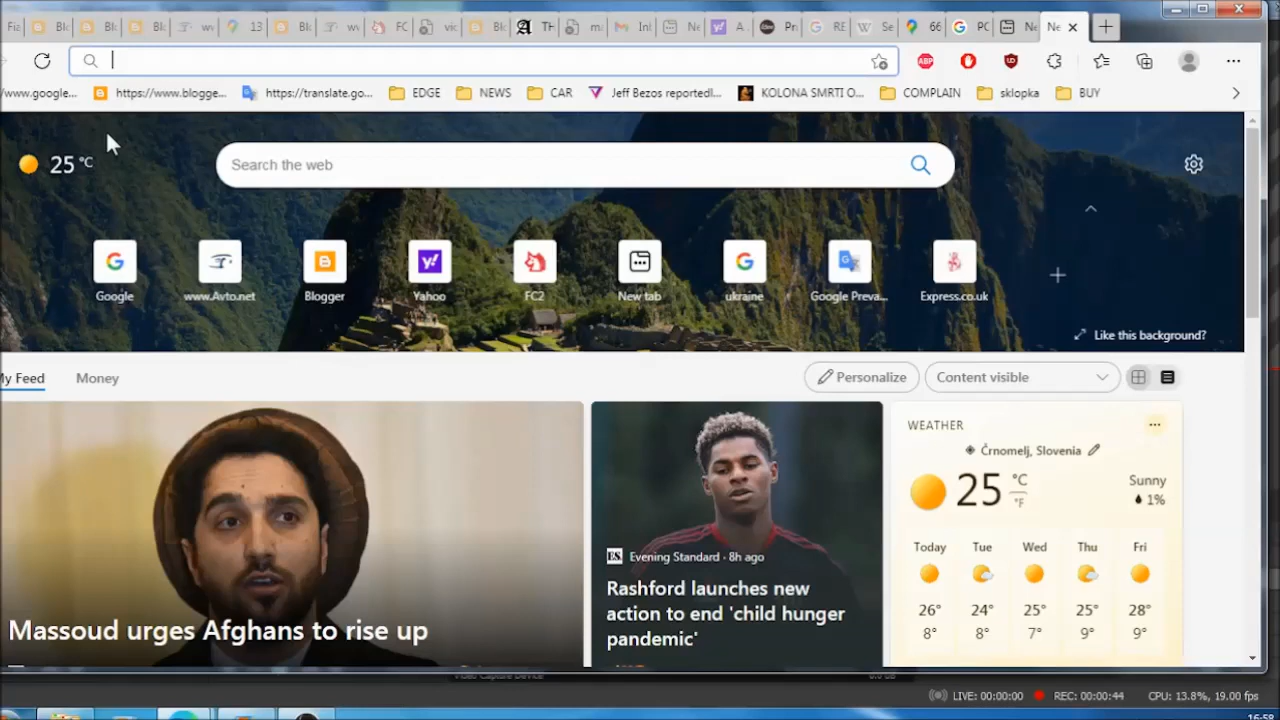 /www.google...
https://www.blogge...
https://translate.go...
EDGE
NEWS
CAR
Jeff Bezos reportedl...
KOLONA SMRTI O...
COMPLAIN
sklopka
BUY
25 °C
Search the web
Google
www.Avto.net
Blogger
Yahoo
FC2
New tab
ukraine
Google Preva...
Express.co.uk
Like this background?
My Feed
Money
Personalize
Content visible
Massoud urges Afghans to rise up
ES Evening Standard · 8h ago
Rashford launches new
action to end 'child hunger
pandemic'
WEATHER
Črnomelj, Slovenia
25 °C
°F
Sunny
1%
Today Tue Wed Thu Fri
26° 24° 25° 25° 28°
8° 8° 7° 9° 9°
LIVE: 00:00:00 REC: 00:00:44 CPU: 13.8%, 19.00 fps